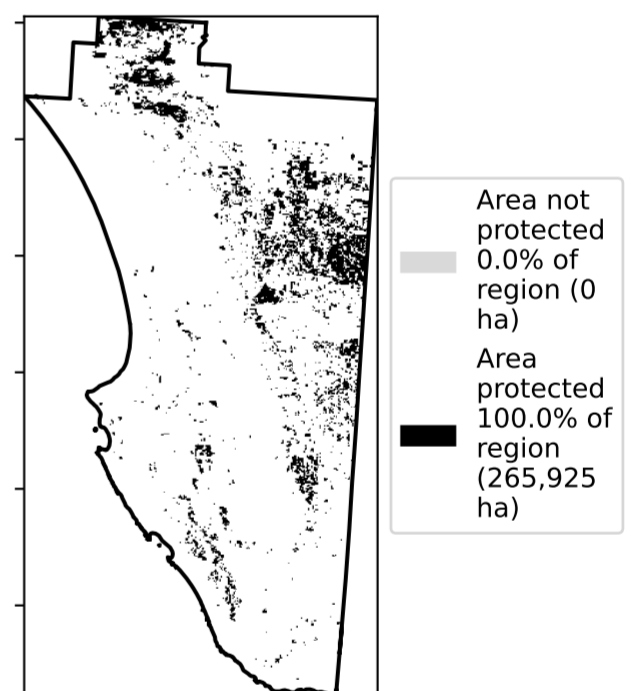 Area not
protected
0.0% of
region (0
ha)
Area
protected
100.0% of
region
(265,925
ha)